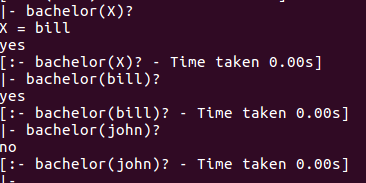 |- bachelor(X)?
X = bill
yes
[:- bachelor(X)? - Time taken 0.00s]
|- bachelor(bill)?
yes
[:- bachelor(bill)? - Time taken 0.00s]
|- bachelor(john)?
no
[:- bachelor(john)? - Time taken 0.00s]
|-